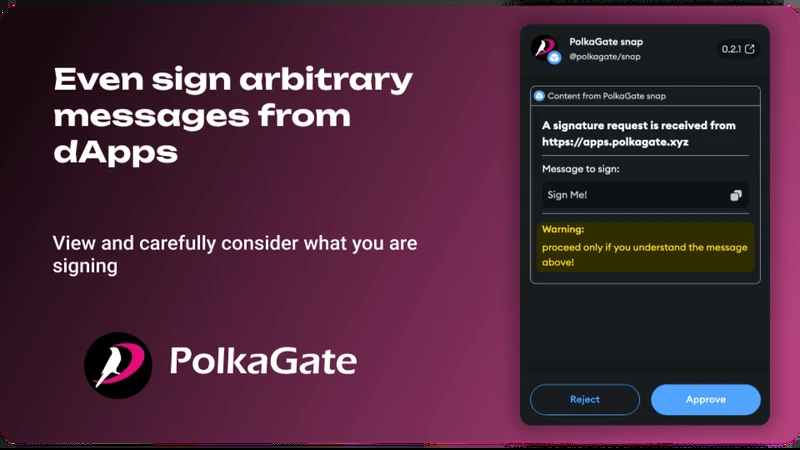 Even sign arbitrary
messages from
dApps
View and carefully consider what you are
signing
PolkaGate
PolkaGate snap
@polkagate/snap
0.2.1
Content from PolkaGate snap
A signature request is received from
https://apps.polkagate.xyz
Message to sign:
Sign Me!
Warning:
proceed only if you understand the message
above!
Reject
Approve